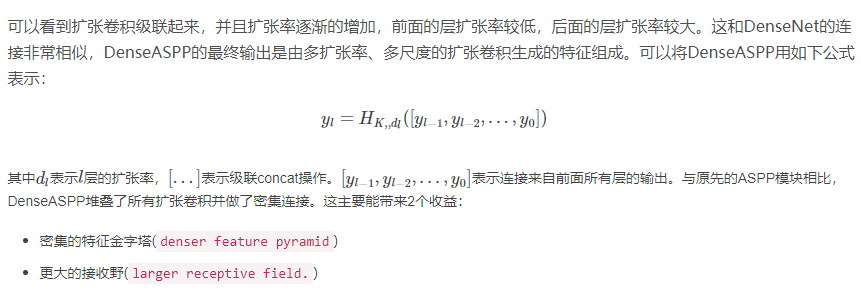 可以看到扩张卷积级联起来，并且扩张率逐渐的增加，前面的层扩张率较低，后面的层扩张率较大。这和DenseNet的连
接非常相似，DenseASPP的最终输出是由多扩张率、多尺度的扩张卷积生成的特征组成。可以将DenseASPP用如下公式
表示：
y_l = H_{K,,d_l}([y_{l-1}, y_{l-2}, ..., y_0])
其中d_l表示l层的扩张率，[...]表示级联concat操作。[y_{l-1}, y_{l-2}, ..., y_0]表示连接来自前面所有层的输出。与原先的ASPP模块相比，
DenseASPP堆叠了所有扩张卷积并做了密集连接。这主要能带来2个收益：
• 密集的特征金字塔(denser feature pyramid)
• 更大的接收野(larger receptive field.)